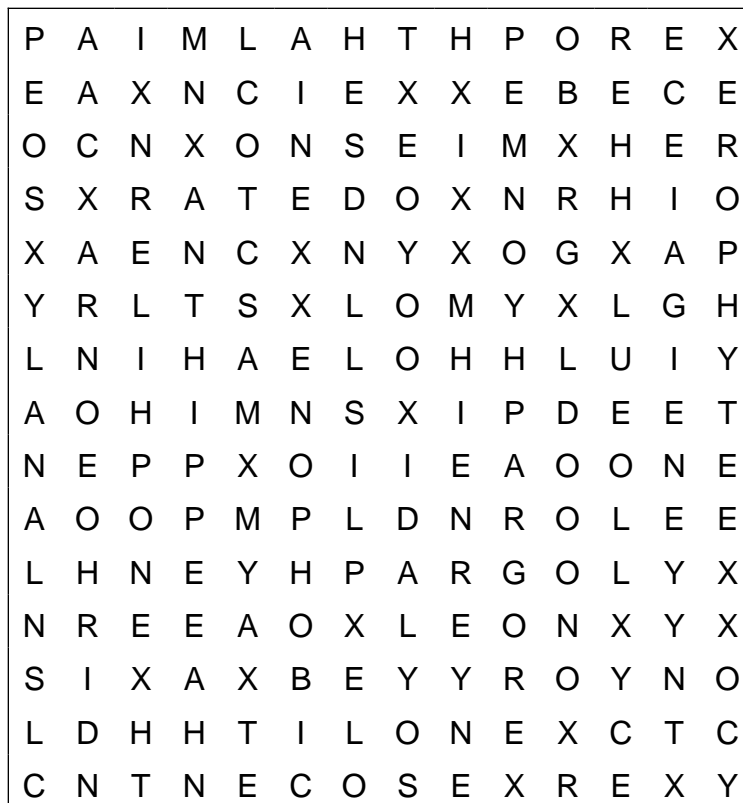 P A I M L A H T H P O R E X
E A X N C I E X X E B E C E
O C N X O N S E I M X H E R
S X R A T E D O X N R H I O
X A E N C X N Y X O G X A P
Y R L T S X L O M Y X L G H
L N I H A E L O H H L U I Y
A O H I M N S X I P D E E T
N E P P X O I I E A O O N E
A O O P M P L D N R O L E E
L H N E Y H P A R G O L Y X
N R E E A O X L E O N X Y X
S I X A X B E Y Y R O Y N O
L D H H T I L O N E X C T C
C N T N E C O S E X R E X Y